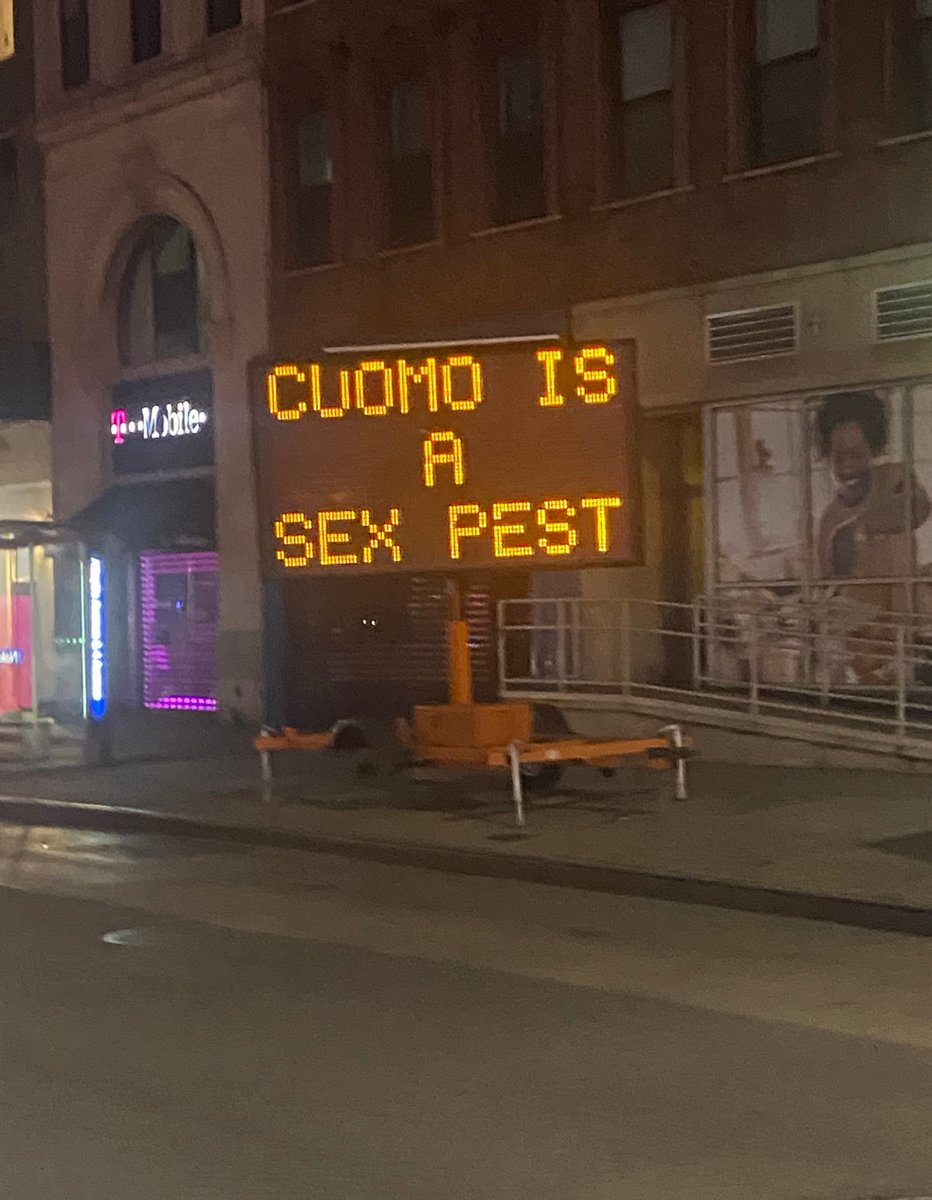 CUOMO IS
A
SEX PEST
T-Mobile